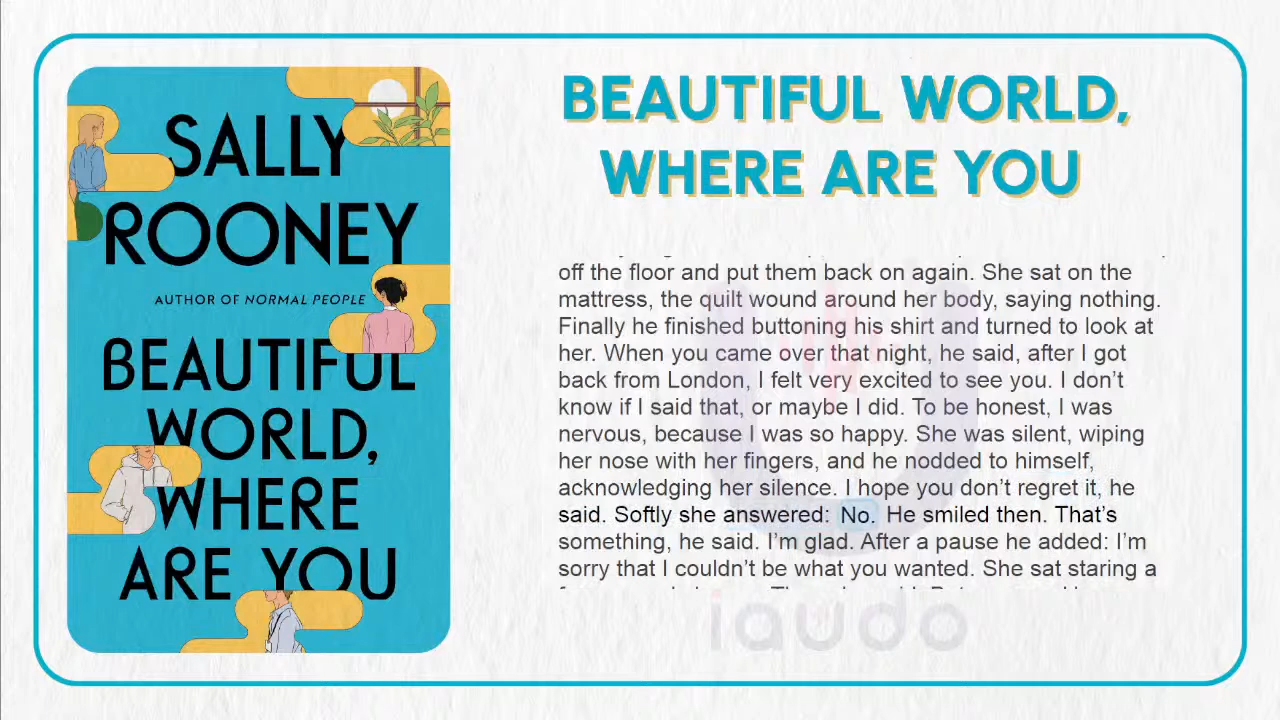 SALLY
ROONEY
AUTHOR OF NORMAL PEOPLE
BEAUTIFUL
WORLD,
WHERE
ARE YOU
BEAUTIFUL WORLD,
WHERE ARE YOU
off the floor and put them back on again. She sat on the
mattress, the quilt wound around her body, saying nothing.
Finally he finished buttoning his shirt and turned to look at
her. When you came over that night, he said, after I got
back from London, I felt very excited to see you. I don’t
know if I said that, or maybe I did. To be honest, I was
nervous, because I was so happy. She was silent, wiping
her nose with her fingers, and he nodded to himself,
acknowledging her silence. I hope you don’t regret it, he
said. Softly she answered: No. He smiled then. That’s
something, he said. I’m glad. After a pause he added: I’m
sorry that I couldn’t be what you wanted. She sat staring a
iaudo